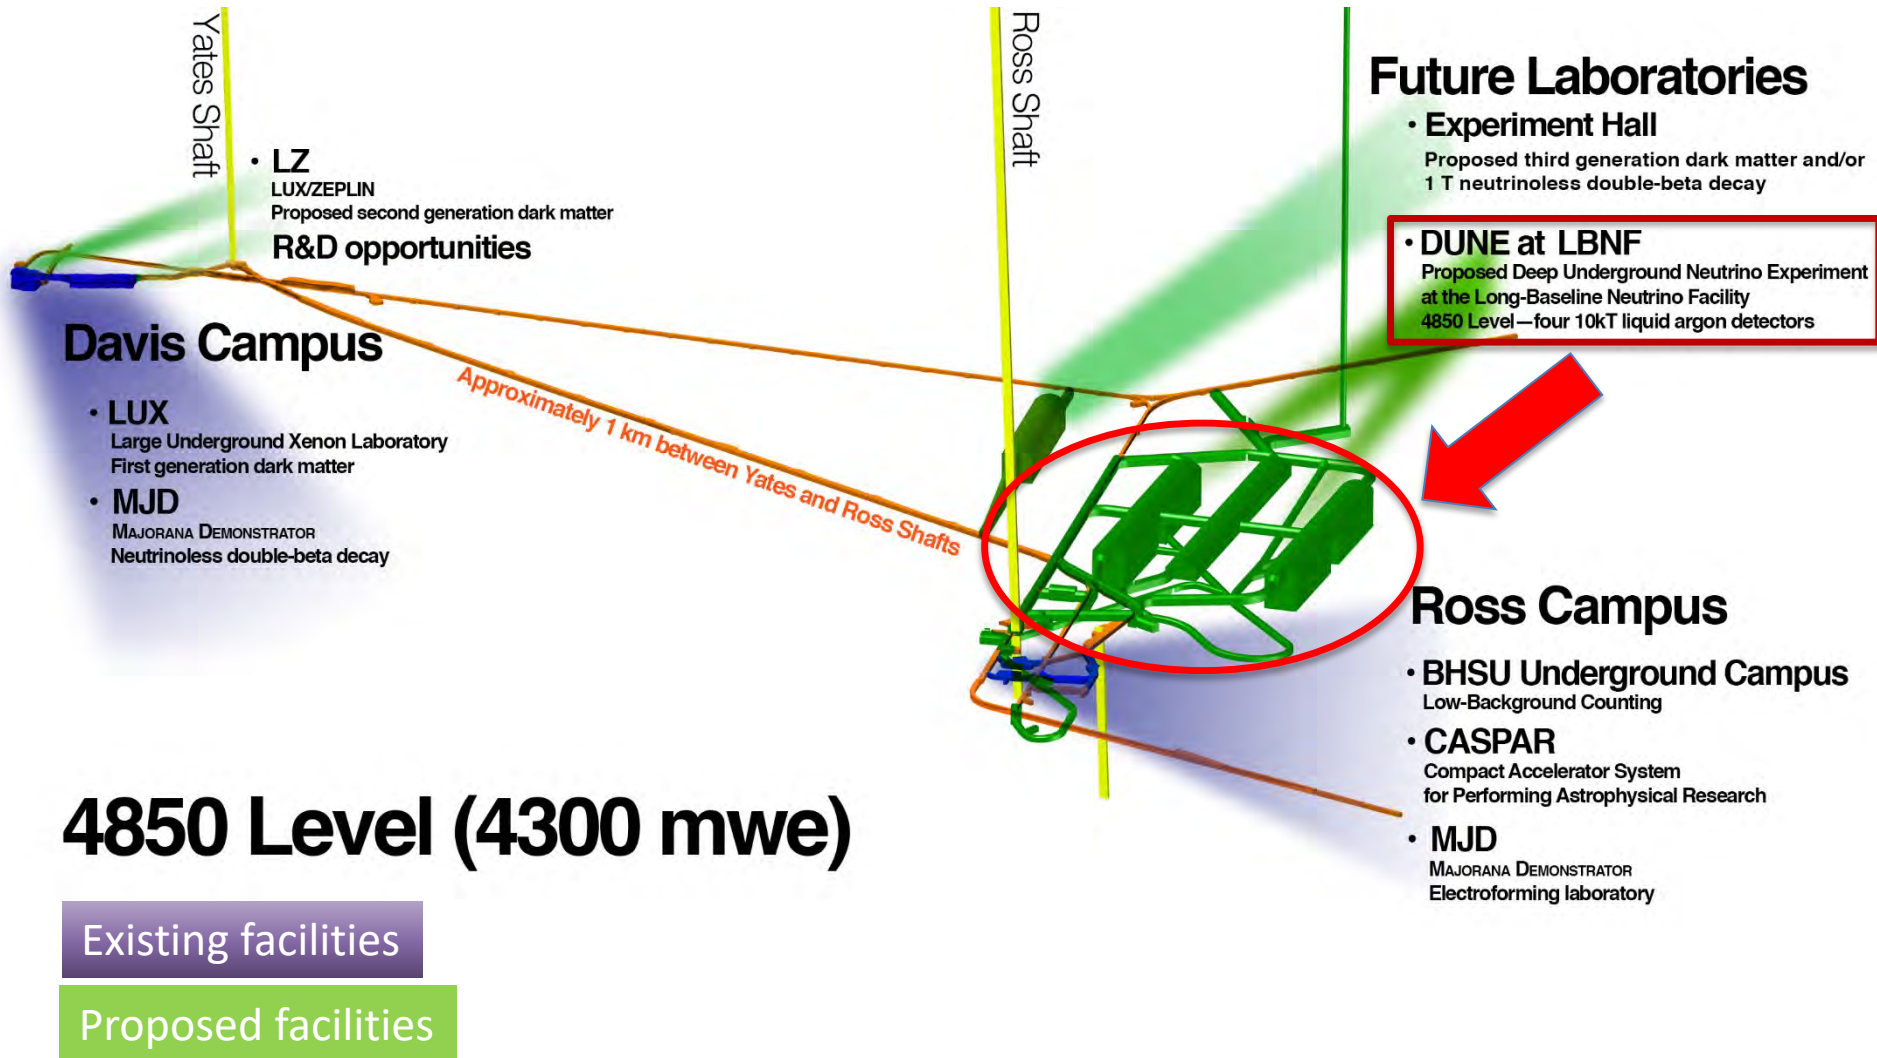 Yates Shaft
• LZ
LUX/ZEPLIN
Proposed second generation dark matter
R&D opportunities
Davis Campus
• LUX
Large Underground Xenon Laboratory
First generation dark matter
• MJD
MAJORANA DEMONSTRATOR
Neutrinoless double-beta decay
Approximately 1 km between Yates and Ross Shafts
Ross Shaft
Future Laboratories
• Experiment Hall
Proposed third generation dark matter and/or
1 T neutrinoless double-beta decay
• DUNE at LBNF
Proposed Deep Underground Neutrino Experiment
at the Long-Baseline Neutrino Facility
4850 Level—four 10kT liquid argon detectors
Ross Campus
• BHSU Underground Campus
Low-Background Counting
• CASPAR
Compact Accelerator System
for Performing Astrophysical Research
• MJD
MAJORANA DEMONSTRATOR
Electroforming laboratory
4850 Level (4300 mwe)
Existing facilities
Proposed facilities